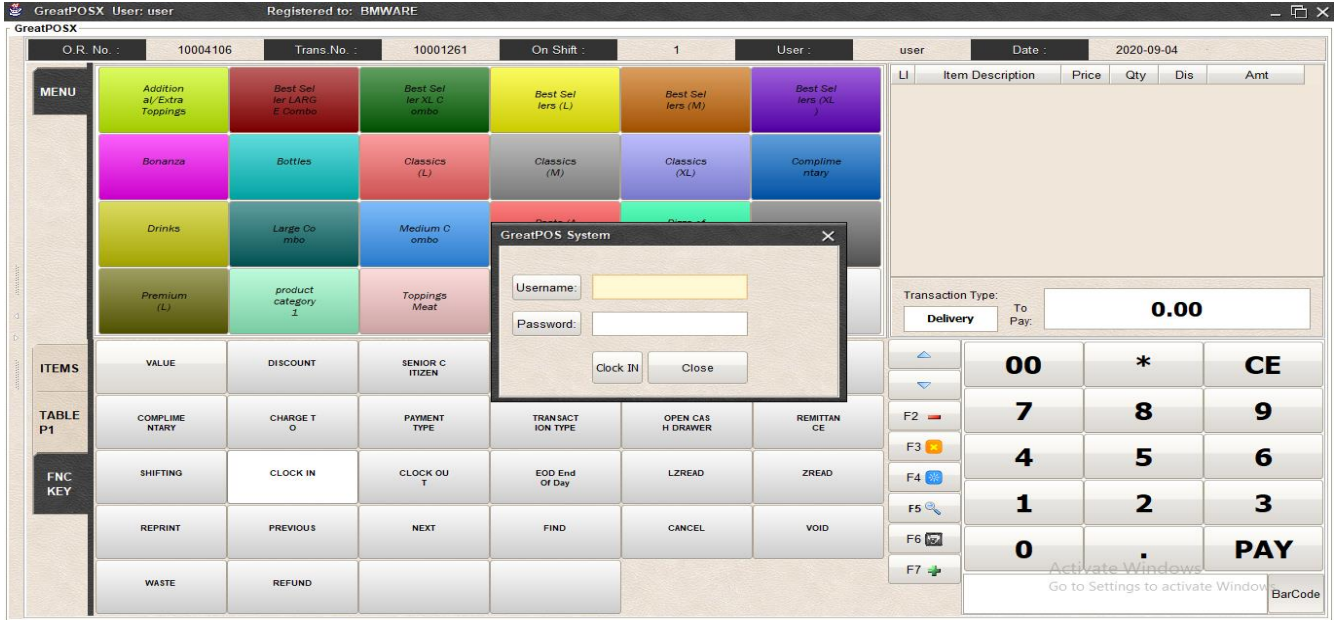 GreatPOSX User: user Registered to: BMWARE
GreatPOSX
O.R. No. : 10004106 Trans.No. : 10001261 On Shift : 1 User : user Date : 2020-09-04
MENU
Addition
al/Extra
Toppings
Best Sel
ler LARG
E Combo
Best Sel
ler XL C
ombo
Best Sel
lers (L)
Best Sel
lers (M)
Best Sel
lers (XL
)
Bonanza
Bottles
Classics
(L)
Classics
(M)
Classics
(XL)
Complime
ntary
Drinks
Large Co
mbo
Medium C
ombo
Premium
(L)
product
category
1
Toppings
Meat
LI Item Description Price Qty Dis Amt
GreatPOS System
Username:
Password:
Clock IN Close
Transaction Type:
Delivery
To
Pay:
0.00
ITEMS
TABLE
P1
FNC
KEY
VALUE
DISCOUNT
SENIOR C
ITIZEN
COMPLIME
NTARY
CHARGE T
O
PAYMENT
TYPE
TRANSACT
ION TYPE
OPEN CAS
H DRAWER
REMITTAN
CE
SHIFTING
CLOCK IN
CLOCK OU
T
EOD End
Of Day
LZREAD
ZREAD
REPRINT
PREVIOUS
NEXT
FIND
CANCEL
VOID
WASTE
REFUND
F2
F3
F4
F5
F6
F7
00 * CE
7 8 9
4 5 6
1 2 3
0 . PAY
Activate Windows
Go to Settings to activate Windows.
BarCode